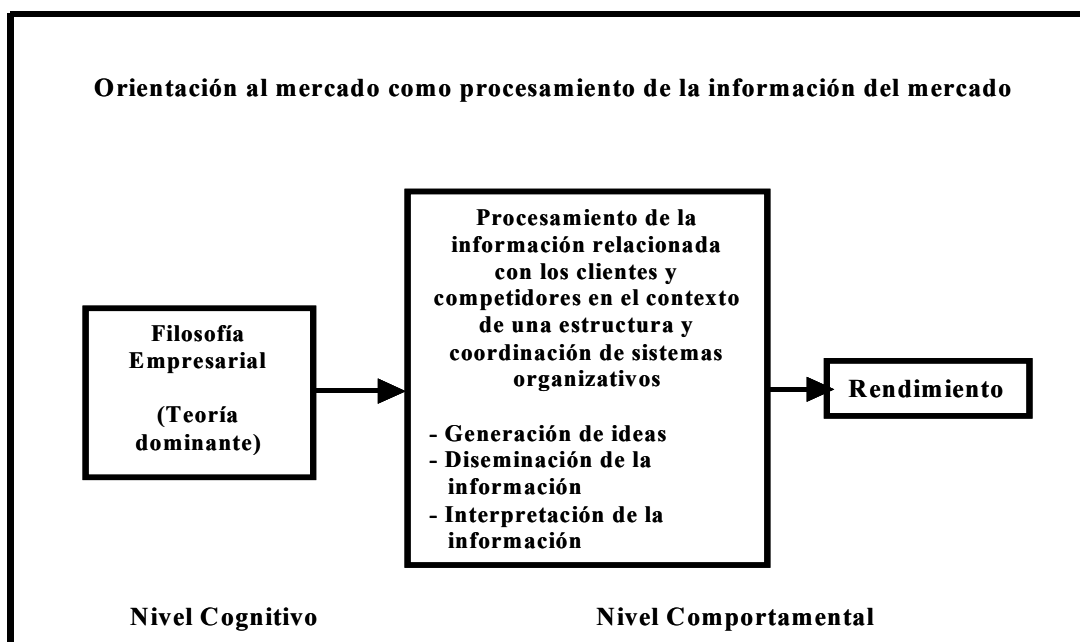 Orientación al mercado como procesamiento de la información del mercado
Filosofía
Empresarial
(Teoría
dominante)
Procesamiento de la
información relacionada
con los clientes y
competidores en el contexto
de una estructura y
coordinación de sistemas
organizativos
- Generación de ideas
- Diseminación de la
información
- Interpretación de la
información
Rendimiento
Nivel Cognitivo
Nivel Comportamental